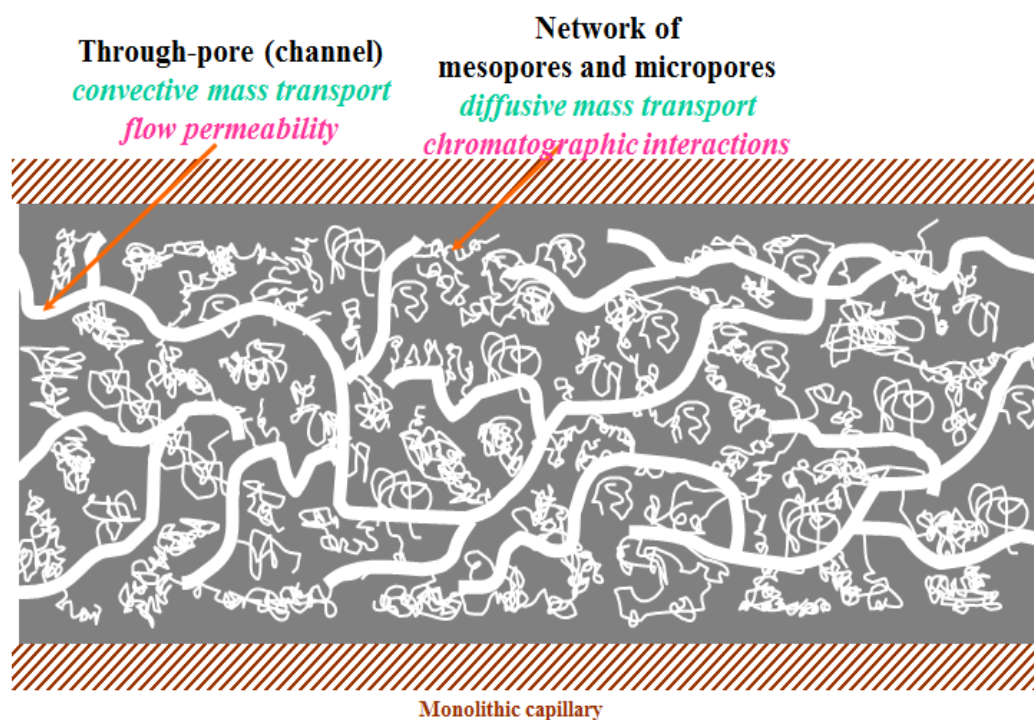 Through-pore (channel)
convective mass transport
flow permeability
Network of
mesopores and micropores
diffusive mass transport
chromatographic interactions
Monolithic capillary